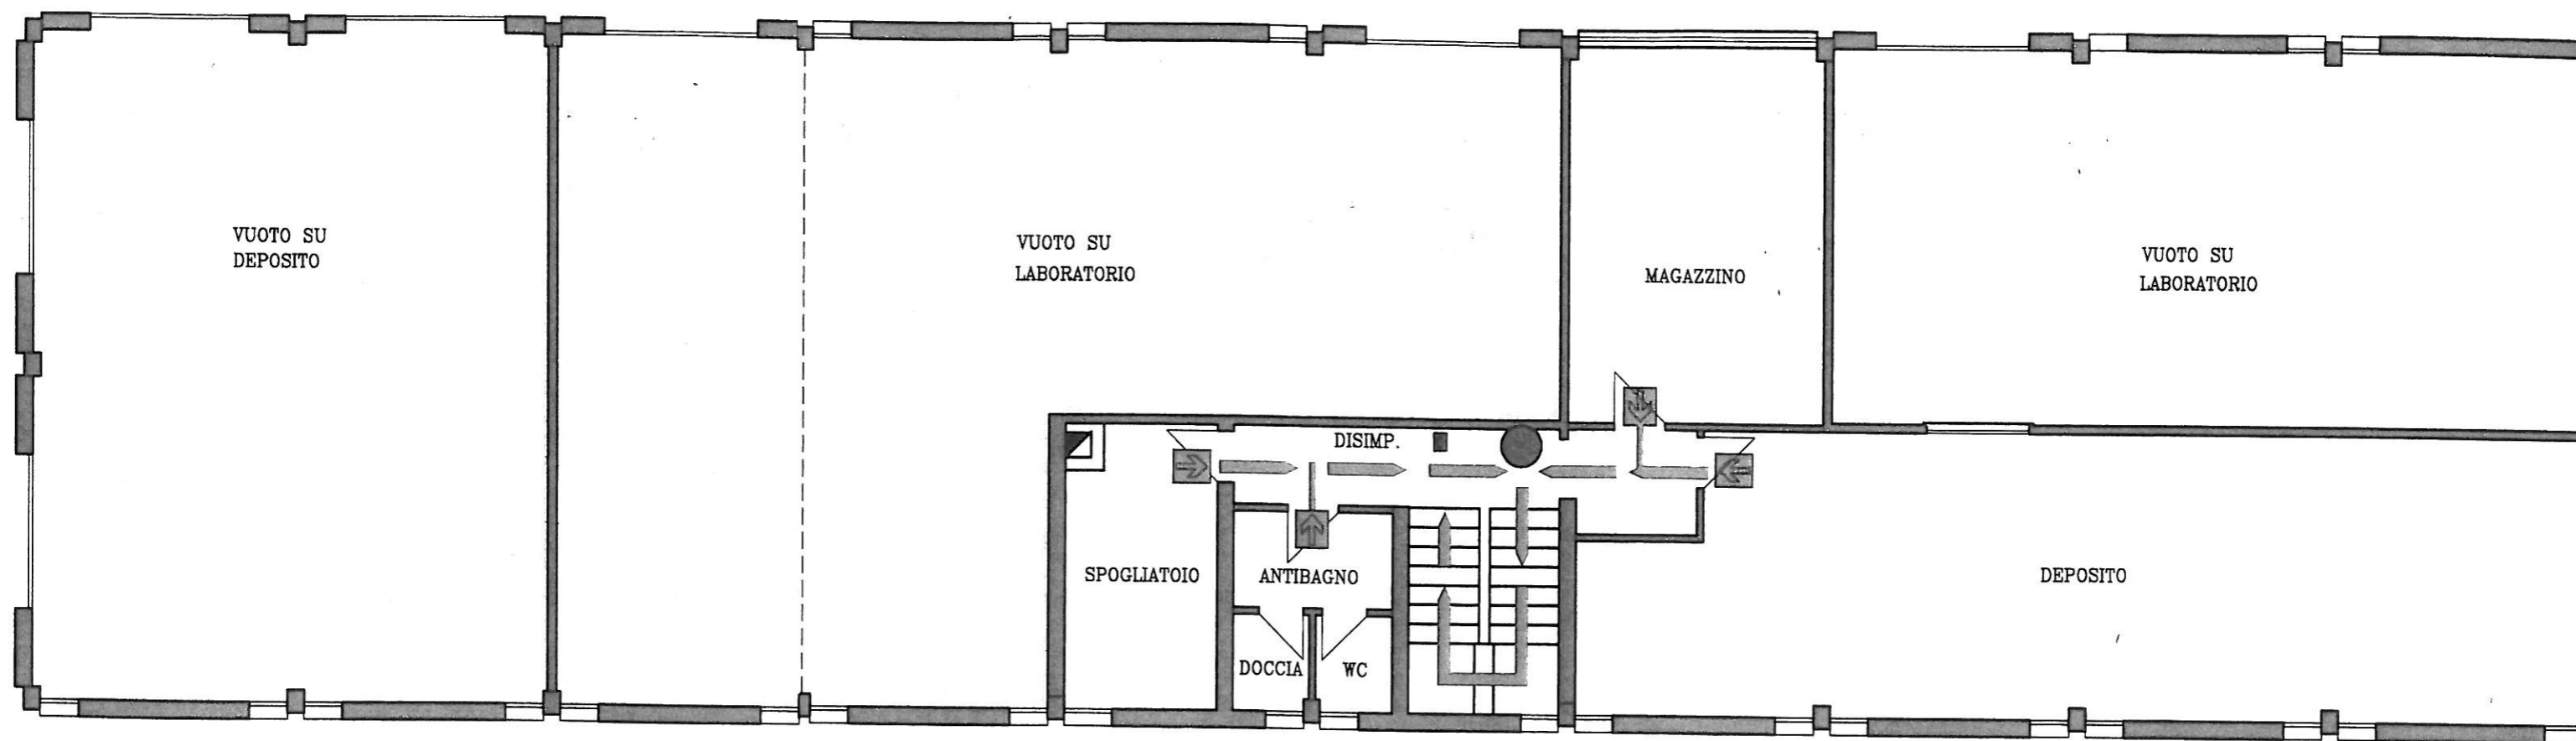 VUOTO SU
DEPOSITO
VUOTO SU
LABORATORIO
MAGAZZINO
VUOTO SU
LABORATORIO
DISIMP.
SPOGLIATOIO
ANTIBAGNO
DEPOSITO
DOCCIA
WC